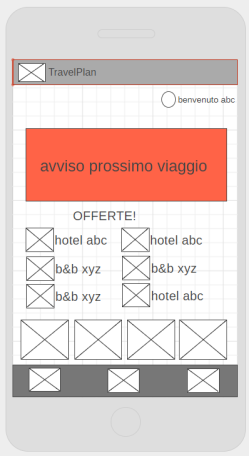 TravelPlan
benvenuto abc
avviso prossimo viaggio
OFFERTE!
hotel abc hotel abc
b&b xyz b&b xyz
b&b xyz hotel abc